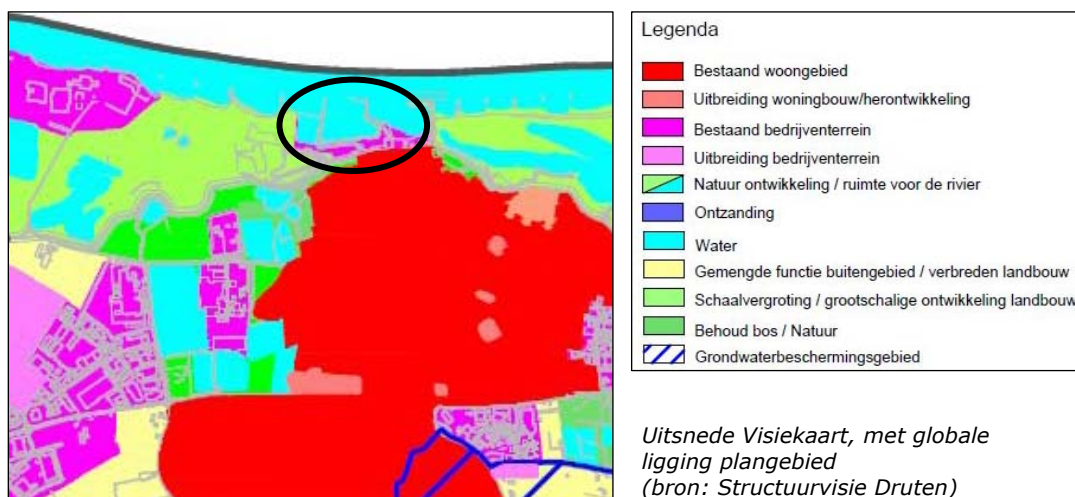 Legenda
Bestaand woongebied
Uitbreiding woningbouw/herontwikkeling
Bestaand bedrijventerrein
Uitbreiding bedrijventerrein
Natuur ontwikkeling / ruimte voor de rivier
Ontzanding
Water
Gemengde functie buitengebied / verbreden landbouw
Schaalvergroting / grootschalige ontwikkeling landbouw
Behoud bos / Natuur
Grondwaterbeschermingsgebied
Uitsnede Visiekaart, met globale
ligging plangebied
(bron: Structuurvisie Druten)